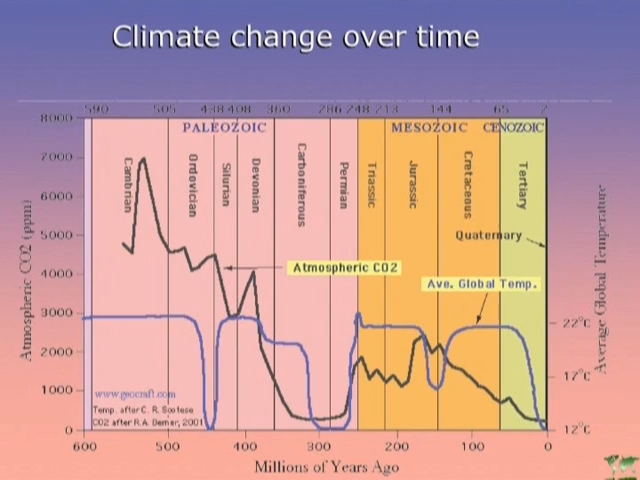 Climate change over time
590 505 438 408 360 286 248 213 144 65 2
8000 PALEOZOIC MESOZOIC CENOZOIC
7000
6000
5000
4000
3000
2000
1000
0
Atmospheric CO2 (ppm)
Cambrian
Ordovician
Silurian
Devonian
Carboniferous
Permian
Triassic
Jurassic
Cretaceous
Tertiary
Quaternary
Atmospheric CO2
Ave. Global Temp.
22°C
17°C
12°C
Average Global Temperature
www.geocraft.com
Temp. after C. R. Scotese
CO2 after R.A. Berner, 2001
600 500 400 300 200 100 0
Millions of Years Ago